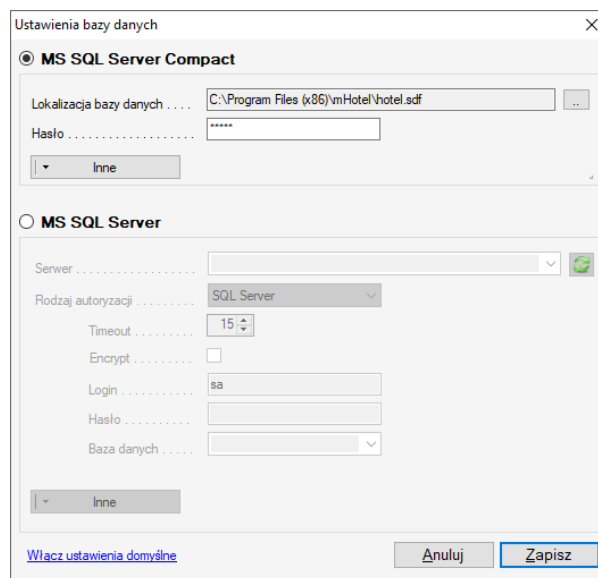 Ustawienia bazy danych
MS SQL Server Compact
Lokalizacja bazy danych . . . . C:\Program Files (x86)\mHotel\hotel.sdf ..
Hasło . . . . . . . . . . . . . . . . . . . *****
Inne
MS SQL Server
Serwer . . . . . . . . . . . . . . . . . .
Rodzaj autoryzacji . . . . . . . . . SQL Server
Timeout . . . . . . . . . 15
Encrypt . . . . . . . . .
Login . . . . . . . . . . . sa
Hasło . . . . . . . . . .
Baza danych . . . . .
Inne
Włącz ustawienia domyślne Anuluj Zapisz